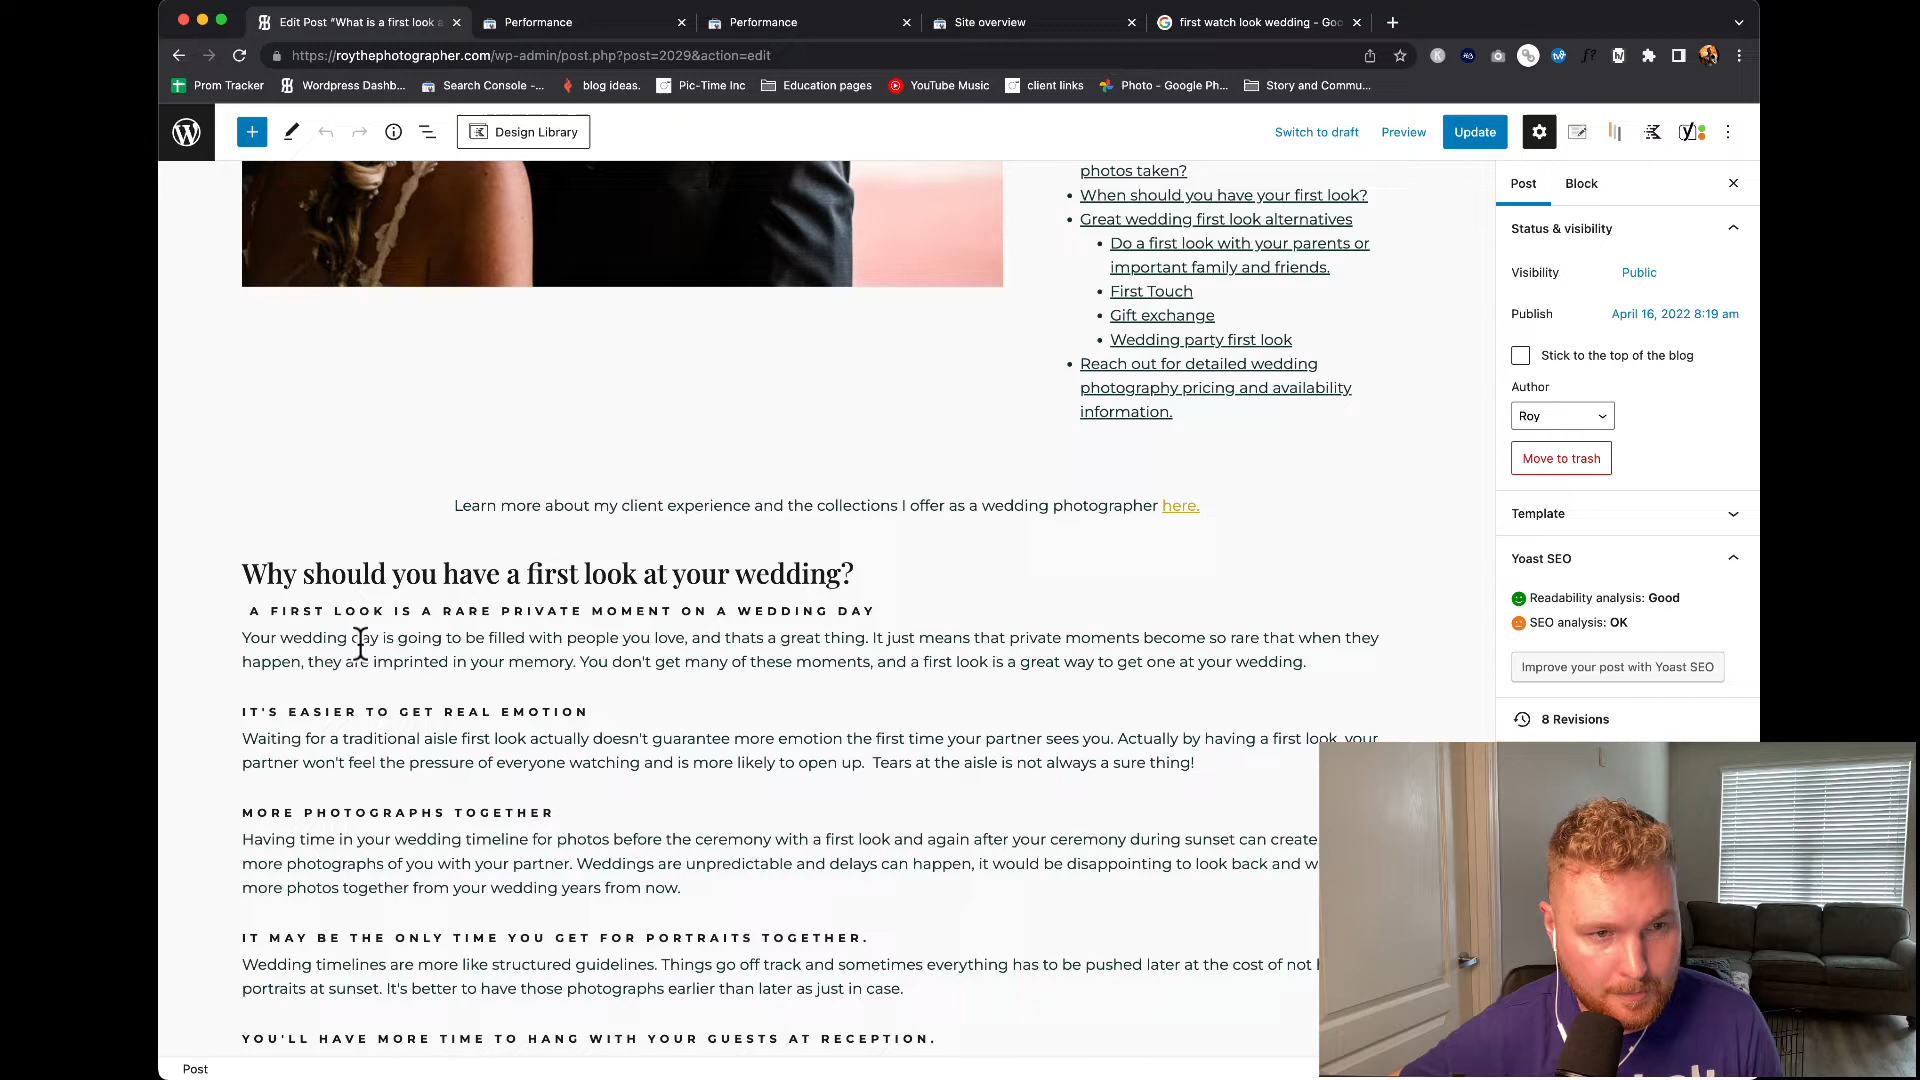 Edit Post “What is a first look a
Performance
Performance
Site overview
first watch look wedding - Goo
https://roythephotographer.com/wp-admin/post.php?post=2029&action=edit
Prom Tracker
Wordpress Dashb...
Search Console -...
blog ideas.
Pic-Time Inc
Education pages
YouTube Music
client links
Photo - Google Ph...
Story and Commu...
Design Library
Switch to draft
Preview
Update
photos taken?
When should you have your first look?
Great wedding first look alternatives
Do a first look with your parents or
important family and friends.
First Touch
Gift exchange
Wedding party first look
Reach out for detailed wedding
photography pricing and availability
information.
Learn more about my client experience and the collections I offer as a wedding photographer here.
Why should you have a first look at your wedding?
A FIRST LOOK IS A RARE PRIVATE MOMENT ON A WEDDING DAY
Your wedding day is going to be filled with people you love, and thats a great thing. It just means that private moments become so rare that when they
happen, they are imprinted in your memory. You don't get many of these moments, and a first look is a great way to get one at your wedding.
IT'S EASIER TO GET REAL EMOTION
Waiting for a traditional aisle first look actually doesn't guarantee more emotion the first time your partner sees you. Actually by having a first look, your
partner won't feel the pressure of everyone watching and is more likely to open up. Tears at the aisle is not always a sure thing!
MORE PHOTOGRAPHS TOGETHER
Having time in your wedding timeline for photos before the ceremony with a first look and again after your ceremony during sunset can create
more photographs of you with your partner. Weddings are unpredictable and delays can happen, it would be disappointing to look back and w
more photos together from your wedding years from now.
IT MAY BE THE ONLY TIME YOU GET FOR PORTRAITS TOGETHER.
Wedding timelines are more like structured guidelines. Things go off track and sometimes everything has to be pushed later at the cost of not
portraits at sunset. It's better to have those photographs earlier than later as just in case.
YOU'LL HAVE MORE TIME TO HANG WITH YOUR GUESTS AT RECEPTION.
Post
Post
Block
Status & visibility
Visibility
Public
Publish
April 16, 2022 8:19 am
Stick to the top of the blog
Author
Roy
Move to trash
Template
Yoast SEO
Readability analysis: Good
SEO analysis: OK
Improve your post with Yoast SEO
8 Revisions